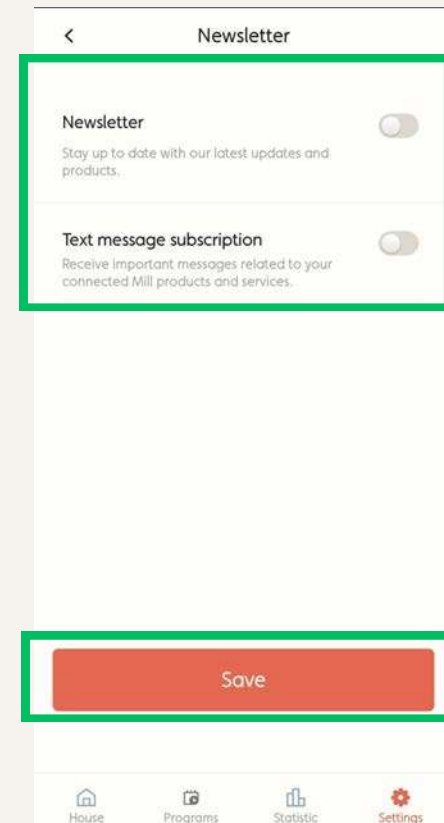 Newsletter
Newsletter
Stay up to date with our latest updates and
products.
Text message subscription
Receive important messages related to your
connected Mill products and services.
Save
House Programs Statistic Settings